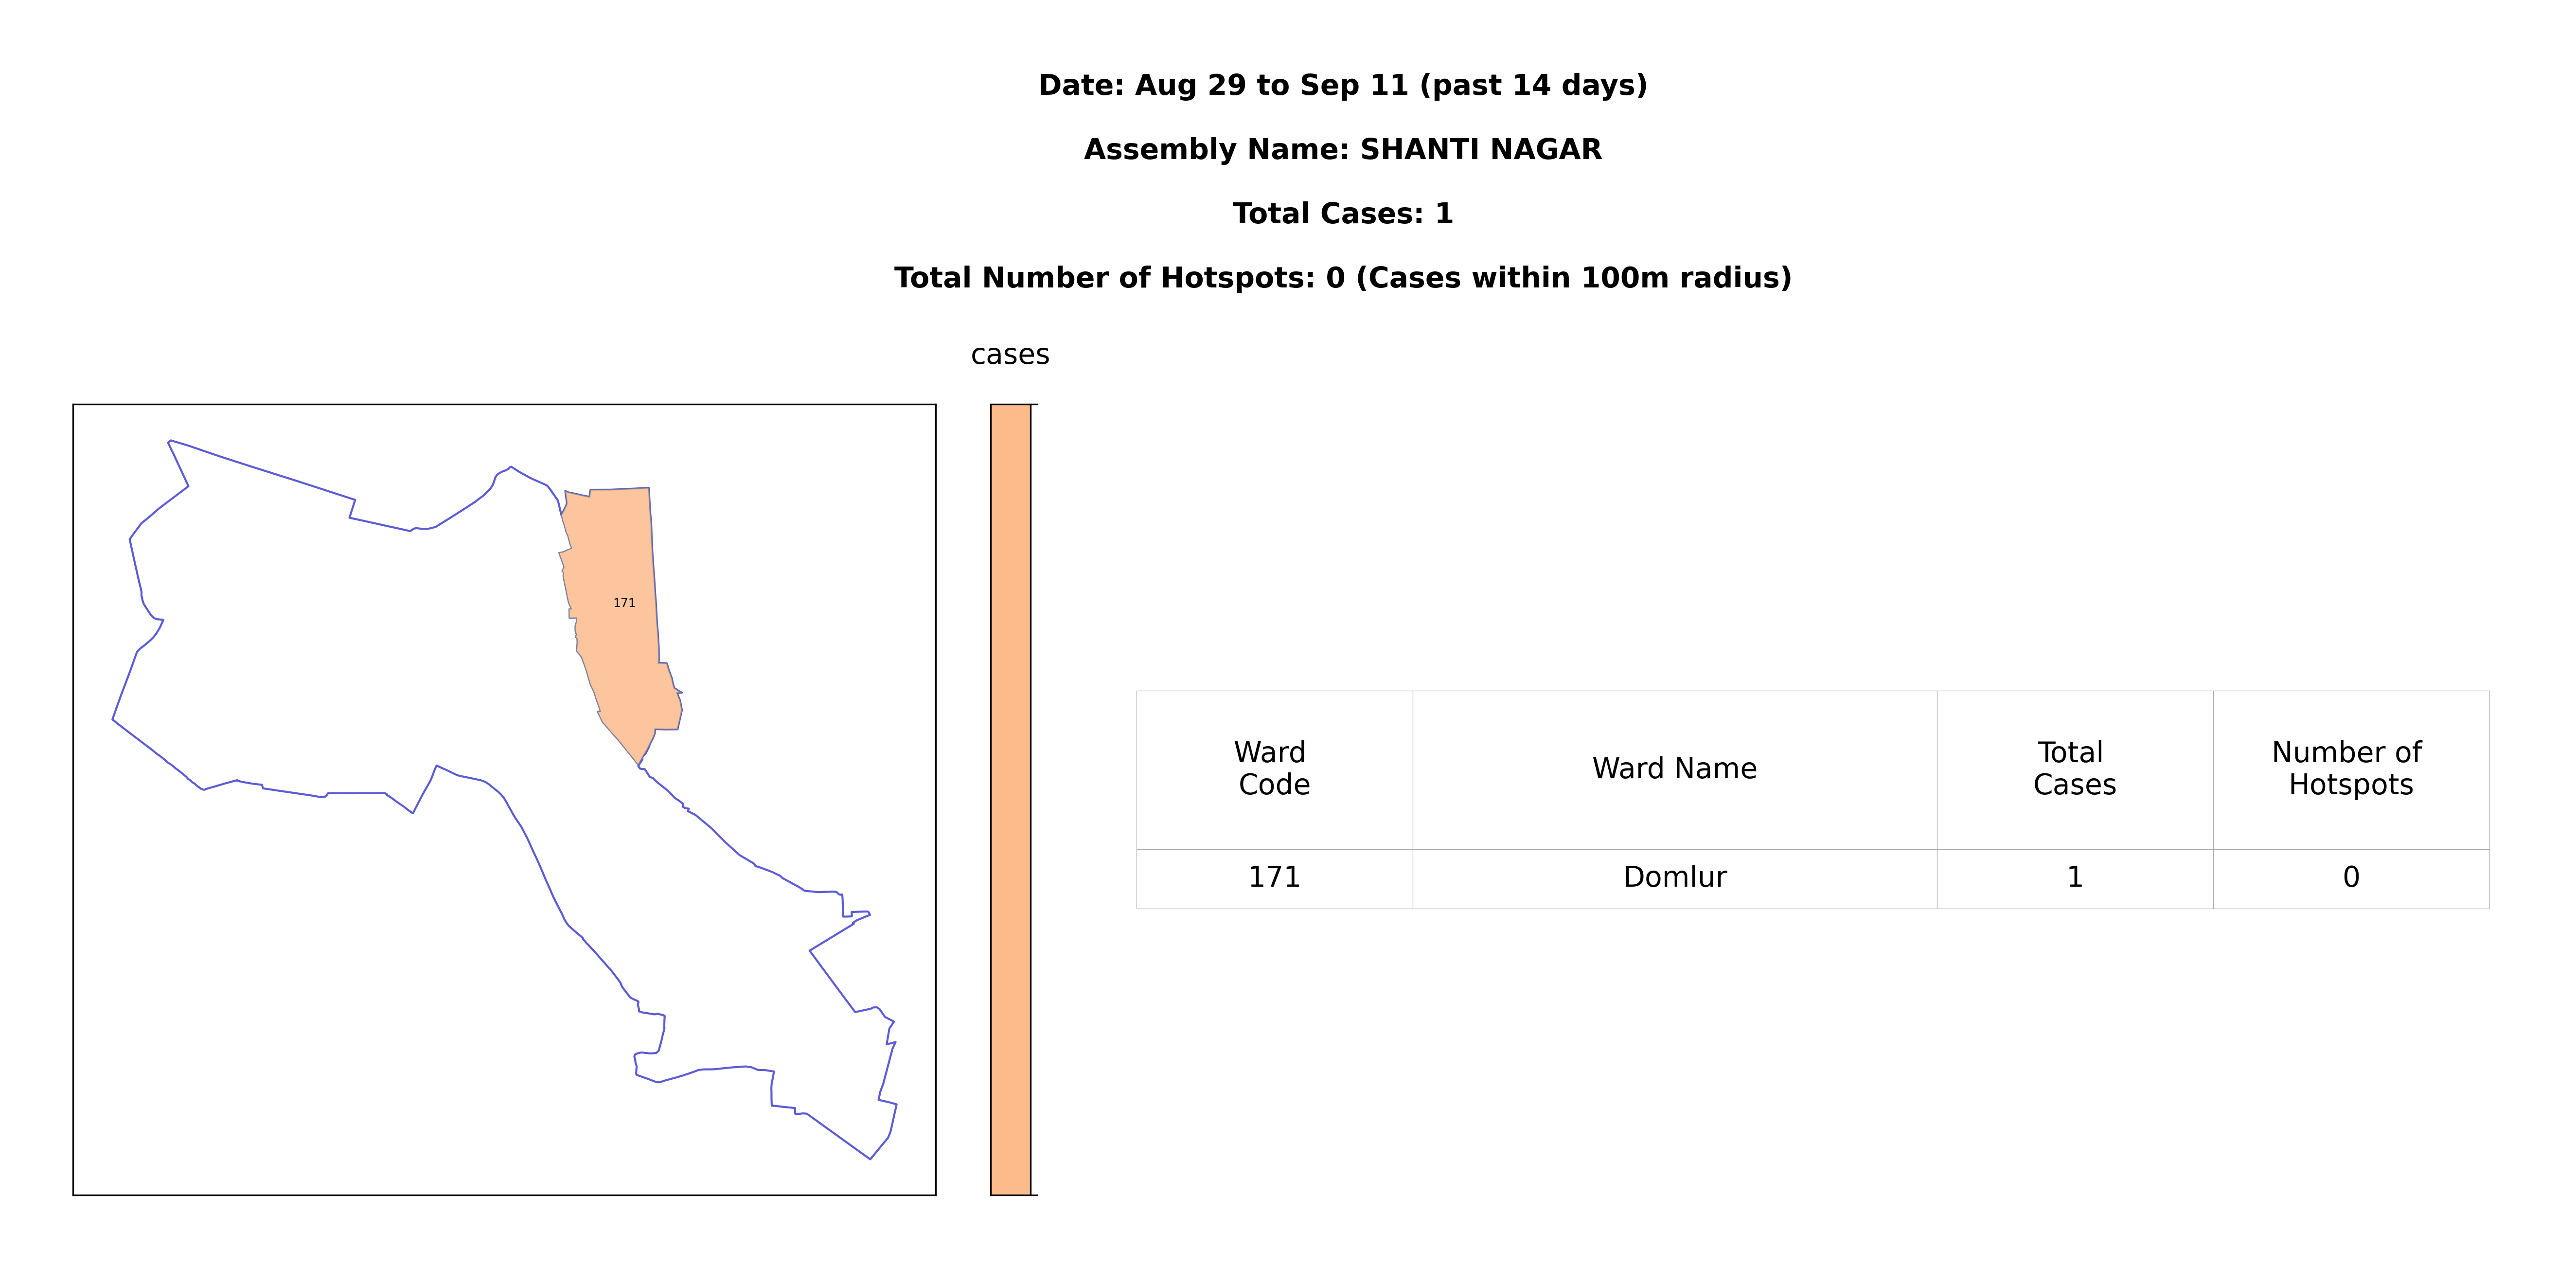 Date: Aug 29 to Sep 11 (past 14 days)
Assembly Name: SHANTI NAGAR
Total Cases: 1
Total Number of Hotspots: 0 (Cases within 100m radius)
cases
171
Ward Code
Ward Name
Total Cases
Number of Hotspots
171
Domlur
1
0